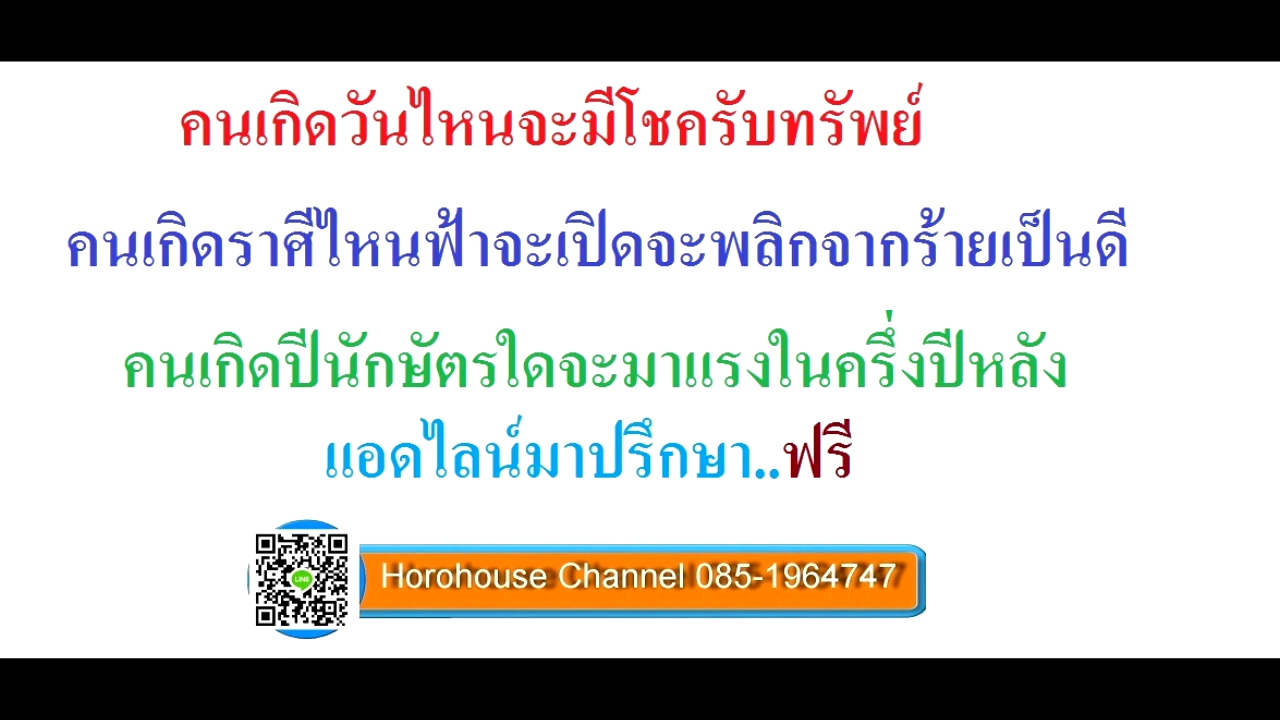 คนเกิดวันไหนจะมีโชครับทรัพย์
คนเกิดราศีไหนฟ้าจะเปิดจะพลิกจากร้ายเป็นดี
คนเกิดปีนักษัตรใดจะมาแรงในครึ่งปีหลัง
แอดไลน์มาปรึกษา..ฟรี
LINE
Horohouse Channel 085-1964747